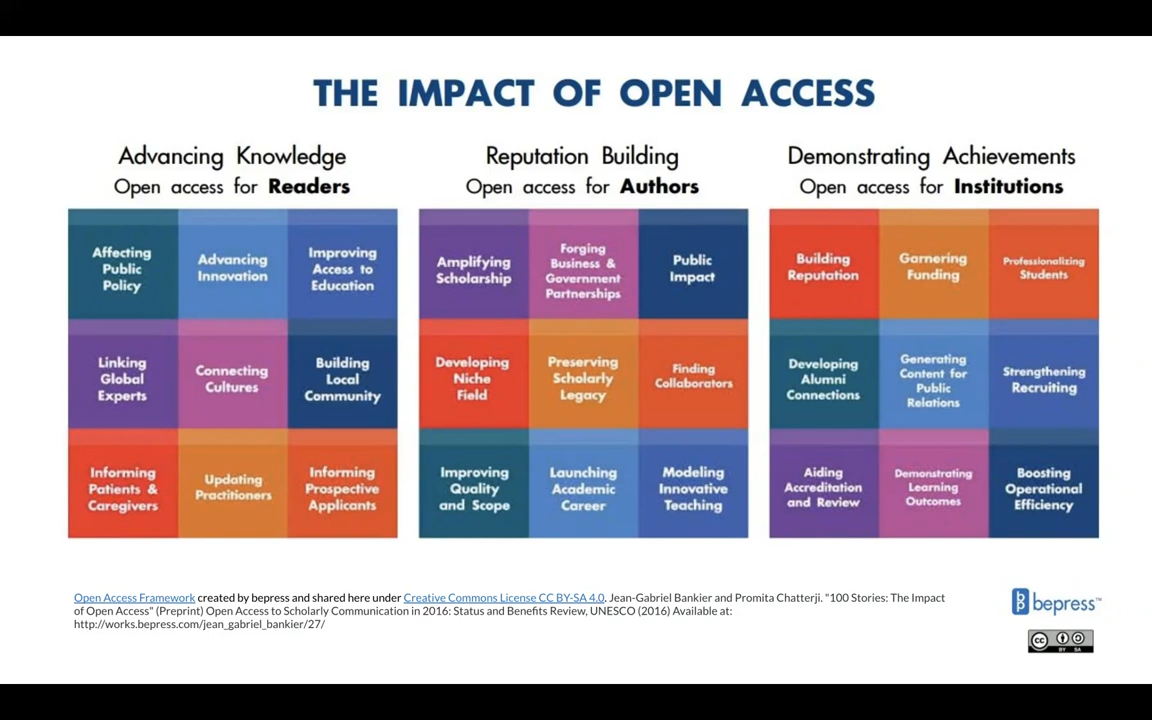 THE IMPACT OF OPEN ACCESS
Advancing Knowledge
Open access for Readers
Affecting
Public
Policy
Advancing
Innovation
Improving
Access to
Education
Linking
Global
Experts
Connecting
Cultures
Building
Local
Community
Informing
Patients &
Caregivers
Updating
Practitioners
Informing
Prospective
Applicants
Reputation Building
Open access for Authors
Amplifying
Scholarship
Forging
Business &
Government
Partnerships
Public
Impact
Developing
Niche
Field
Preserving
Scholarly
Legacy
Finding
Collaborators
Improving
Quality
and Scope
Launching
Academic
Career
Modeling
Innovative
Teaching
Demonstrating Achievements
Open access for Institutions
Building
Reputation
Garnering
Funding
Professionalizing
Students
Developing
Alumni
Connections
Generating
Content for
Public
Relations
Strengthening
Recruiting
Aiding
Accreditation
and Review
Demonstrating
Learning
Outcomes
Boosting
Operational
Efficiency
Open Access Framework created by bepress and shared here under Creative Commons License CC BY-SA 4.0. Jean-Gabriel Bankier and Promita Chatterji. "100 Stories: The Impact
of Open Access" (Preprint) Open Access to Scholarly Communication in 2016: Status and Benefits Review, UNESCO (2016) Available at:
http://works.bepress.com/jean_gabriel_bankier/27/
bepress™
cc
BY SA